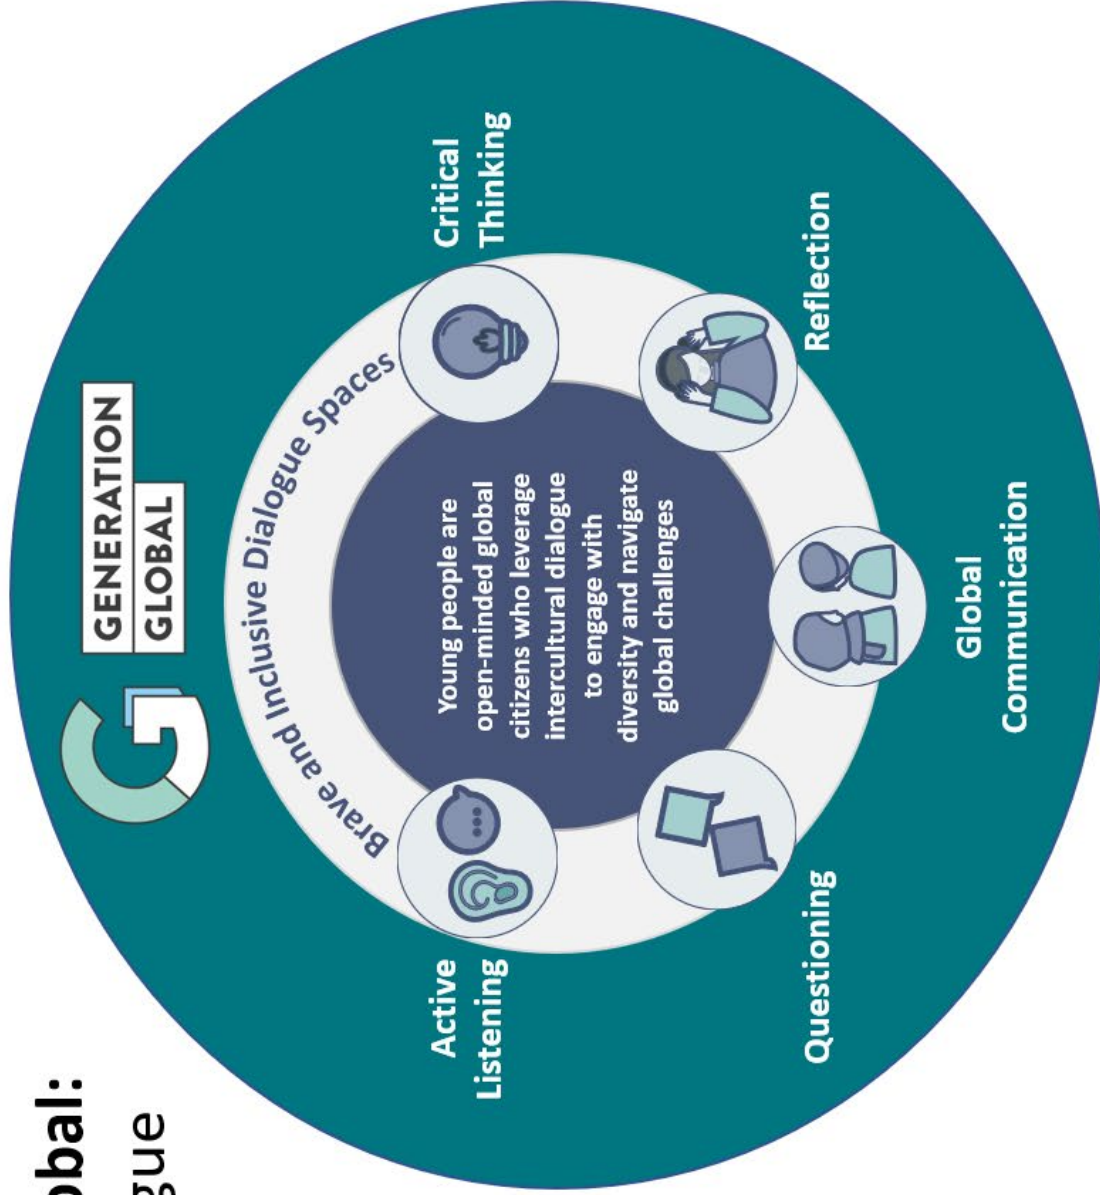 obal:
gue
GENERATION
GLOBAL
Brave and Inclusive Dialogue Spaces
Active
Listening
Critical
Thinking
Young people are
open-minded global
citizens who leverage
intercultural dialogue
to engage with
diversity and navigate
global challenges
Questioning
Reflection
Global
Communication